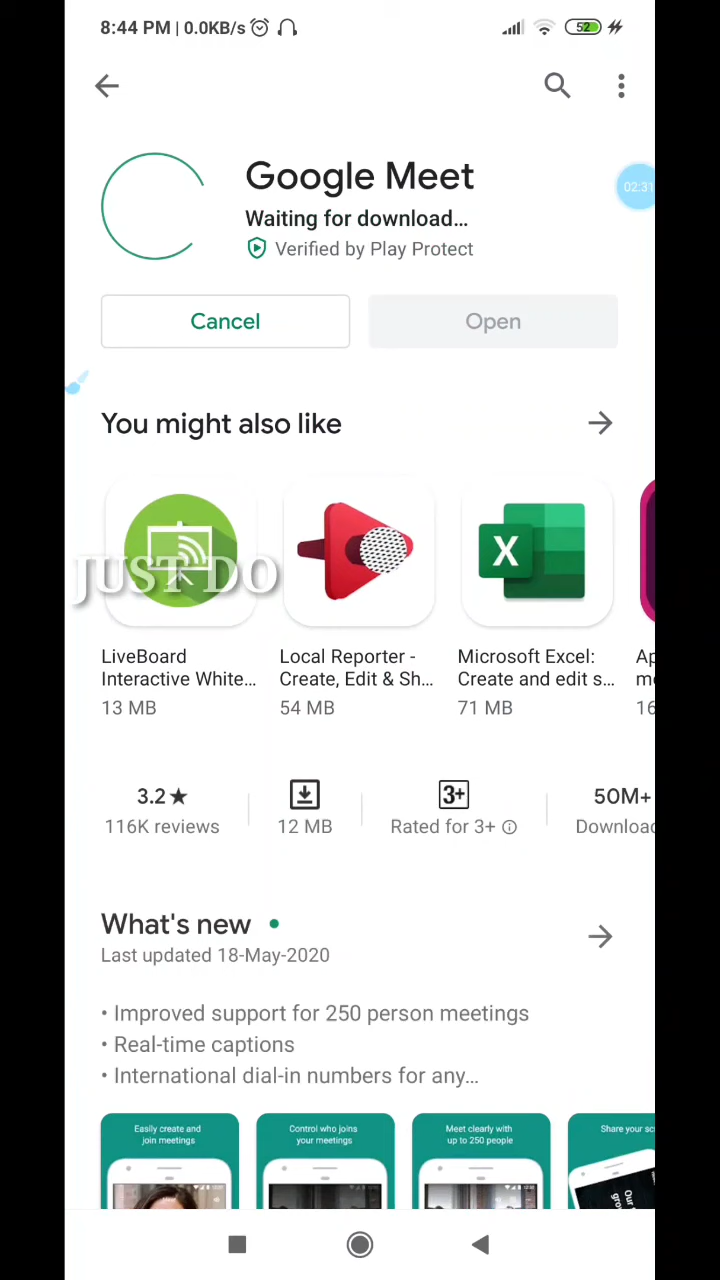 8:44 PM | 0.0KB/s
52
Google Meet
02:31
Waiting for download...
Verified by Play Protect
Cancel
Open
You might also like
X
JUST DO
LiveBoard
Interactive White...
13 MB
Local Reporter -
Create, Edit & Sh...
54 MB
Microsoft Excel:
Create and edit s...
71 MB
Ap
16
3.2★
116K reviews
12 MB
3+
Rated for 3+
50M+
Downloa
What's new
Last updated 18-May-2020
• Improved support for 250 person meetings
• Real-time captions
• International dial-in numbers for any...
Easily create and
join meetings
Control who joins
your meetings
Meet clearly with
up to 250 people
Share your sc